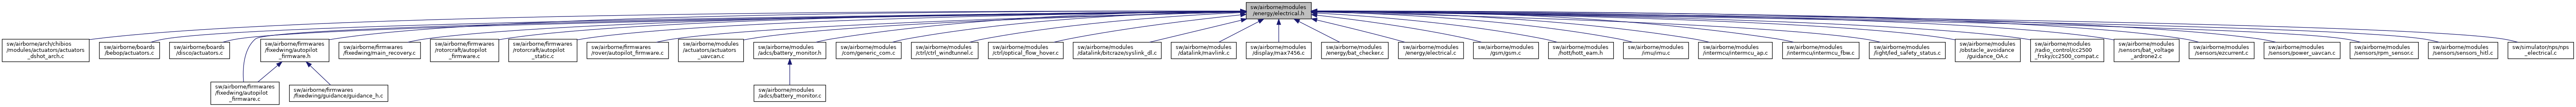 sw/airborne/modules
/energy/electrical.h
sw/airborne/arch/chibios
/modules/actuators/actuators
_dshot_arch.c
sw/airborne/boards
/bebop/actuators.c
sw/airborne/boards
/disco/actuators.c
sw/airborne/firmwares
/fixedwing/autopilot
_firmware.h
sw/airborne/firmwares
/fixedwing/main_recovery.c
sw/airborne/firmwares
/rotorcraft/autopilot
_firmware.c
sw/airborne/firmwares
/rotorcraft/autopilot
_static.c
sw/airborne/firmwares
/rover/autopilot_firmware.c
sw/airborne/modules
/actuators/actuators
_uavcan.c
sw/airborne/modules
/adcs/battery_monitor.h
sw/airborne/modules
/com/generic_com.c
sw/airborne/modules
/ctrl/ctrl_windtunnel.c
sw/airborne/modules
/ctrl/optical_flow_hover.c
sw/airborne/modules
/datalink/bitcraze/syslink_dl.c
sw/airborne/modules
/datalink/mavlink.c
sw/airborne/modules
/display/max7456.c
sw/airborne/modules
/energy/bat_checker.c
sw/airborne/modules
/energy/electrical.c
sw/airborne/modules
/gsm/gsm.c
sw/airborne/modules
/hott/hott_eam.h
sw/airborne/modules
/imu/imu.c
sw/airborne/modules
/intermcu/intermcu_ap.c
sw/airborne/modules
/intermcu/intermcu_fbw.c
sw/airborne/modules
/light/led_safety_status.c
sw/airborne/modules
/obstacle_avoidance
/guidance_OA.c
sw/airborne/modules
/radio_control/cc2500
_frsky/cc2500_compat.c
sw/airborne/modules
/sensors/bat_voltage
_ardrone2.c
sw/airborne/modules
/sensors/ezcurrent.c
sw/airborne/modules
/sensors/power_uavcan.c
sw/airborne/modules
/sensors/rpm_sensor.c
sw/airborne/modules
/sensors/sensors_hitl.c
sw/simulator/nps/nps
_electrical.c
sw/airborne/firmwares
/fixedwing/autopilot
_firmware.c
sw/airborne/firmwares
/fixedwing/guidance/guidance_h.c
sw/airborne/modules
/adcs/battery_monitor.c